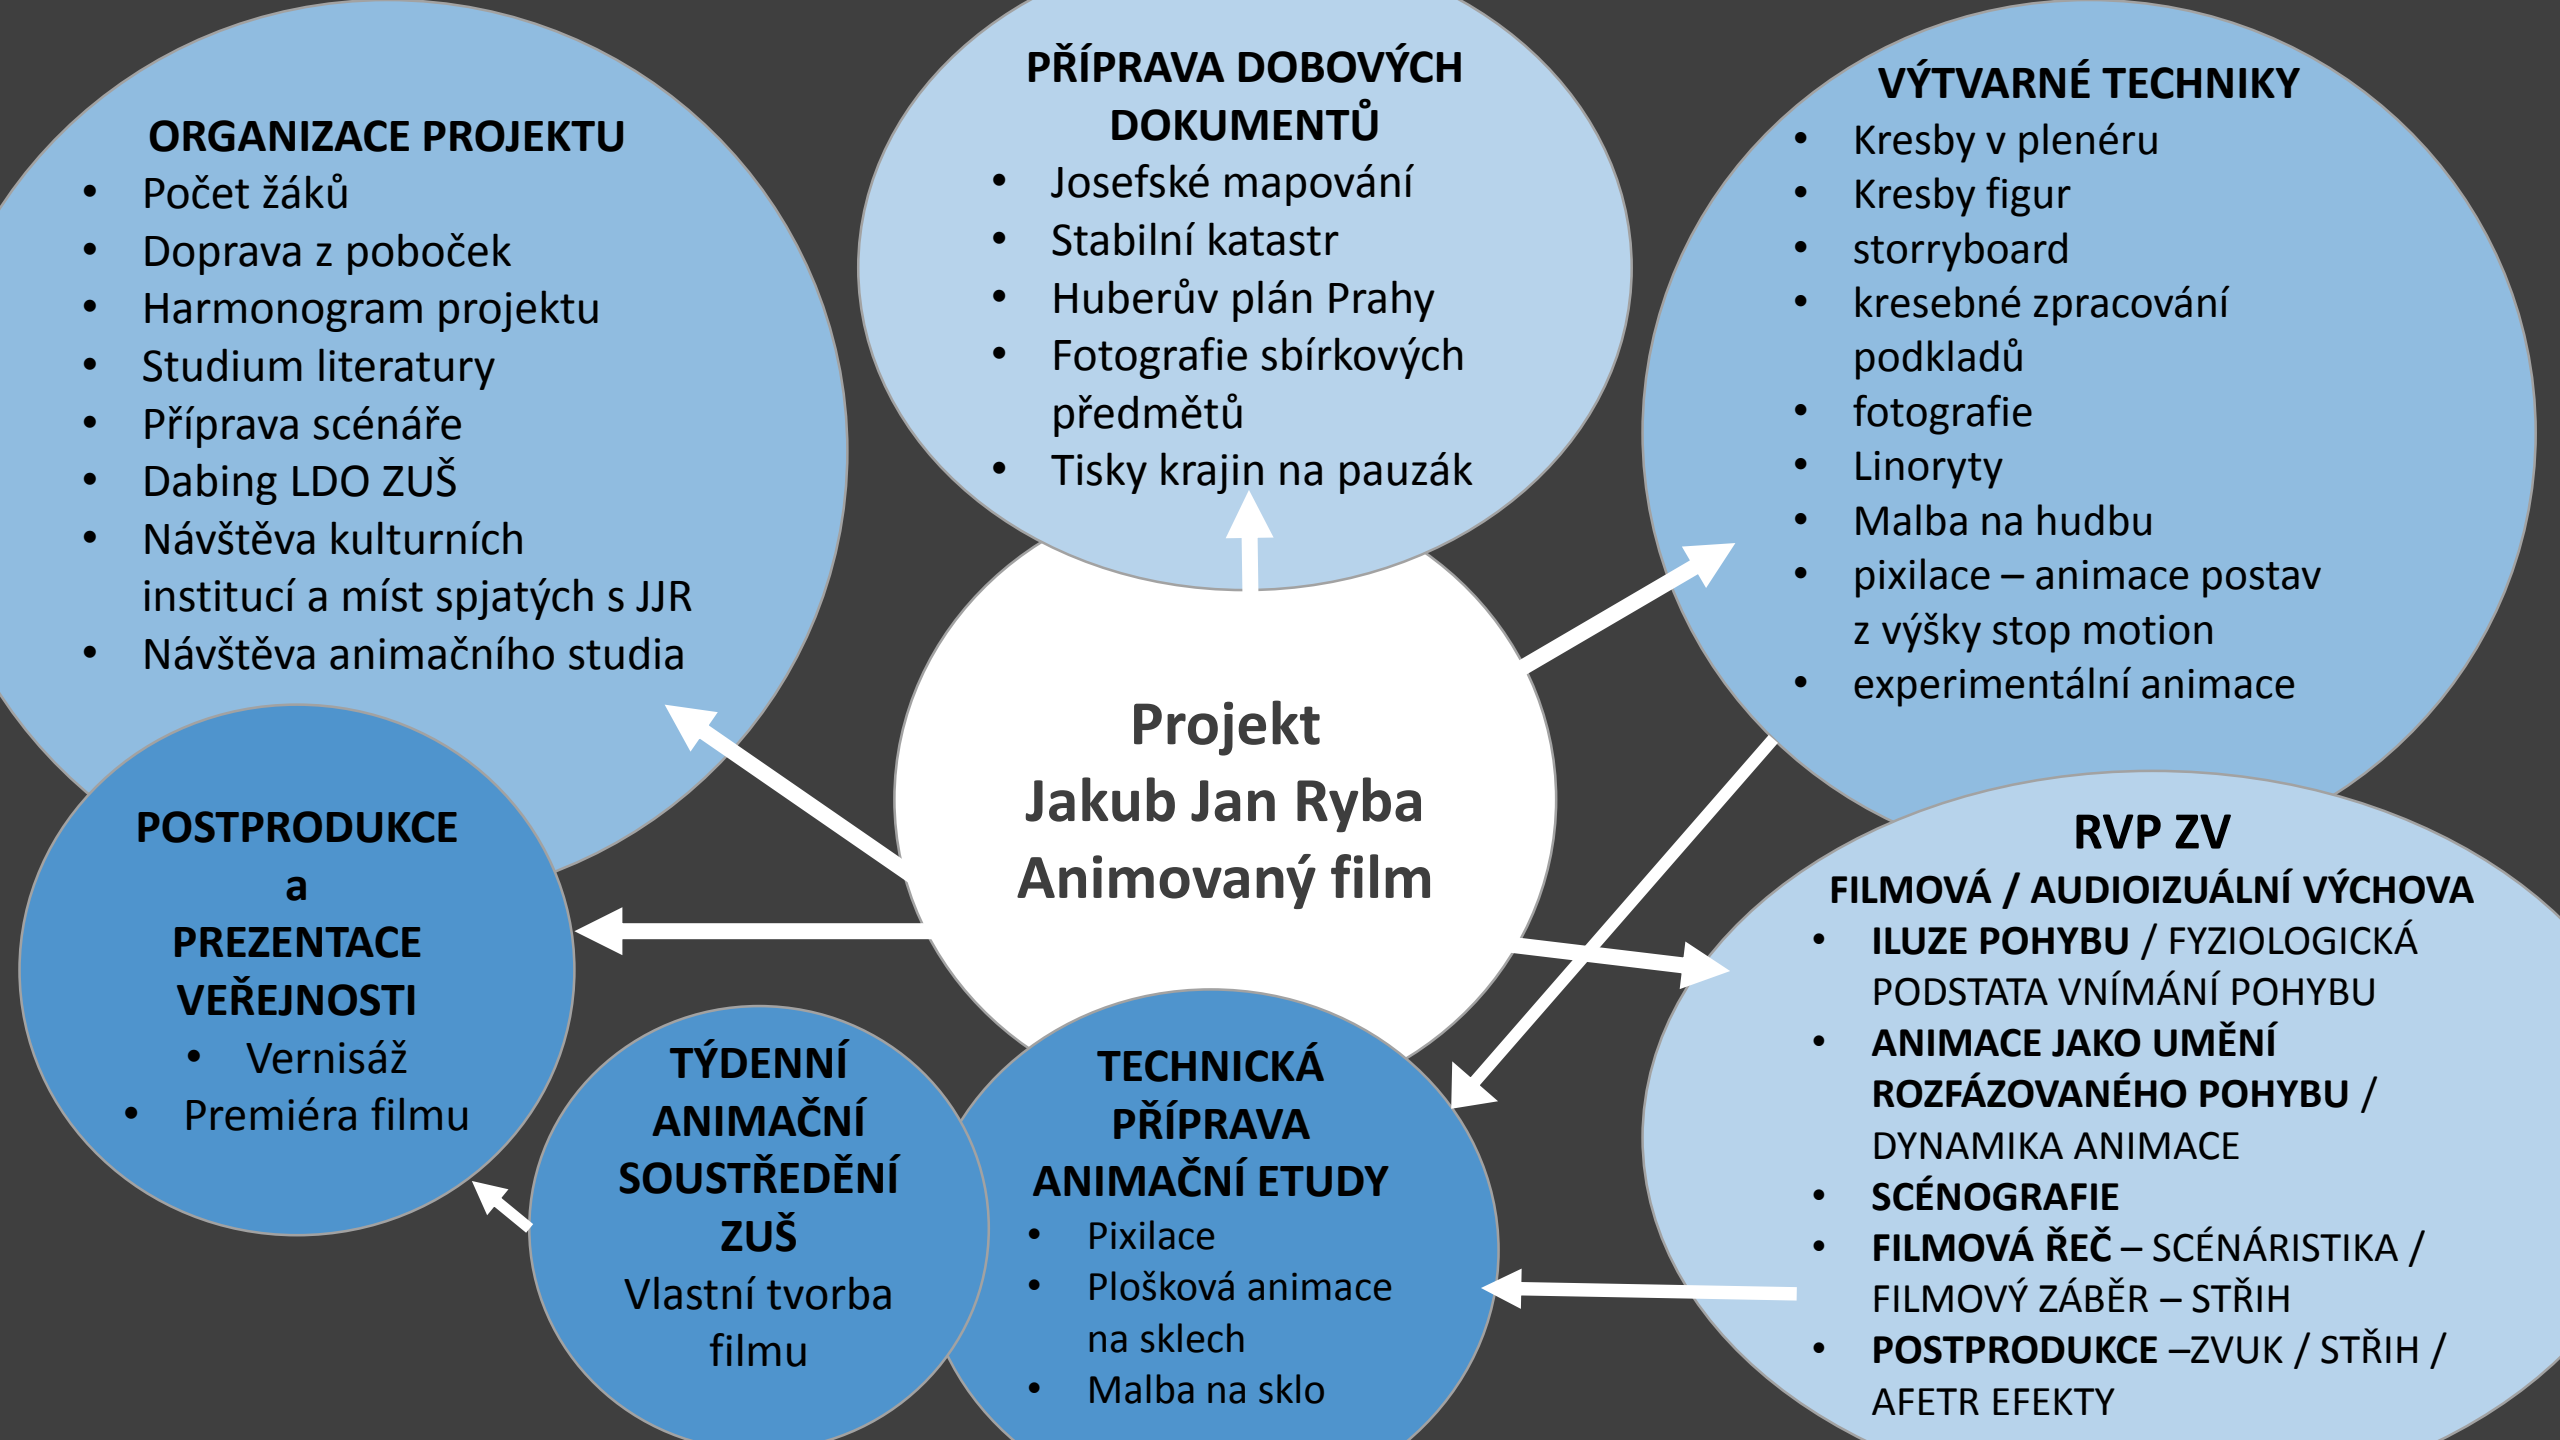 ORGANIZACE PROJEKTU
• Počet žáků
• Doprava z poboček
• Harmonogram projektu
• Studium literatury
• Příprava scénáře
• Dabing LDO ZUŠ
• Návštěva kulturních
institucí a míst spjatých s JJR
• Návštěva animačního studia
PŘÍPRAVA DOBOVÝCH
DOKUMENTŮ
• Josefské mapování
• Stabilní katastr
• Huberův plán Prahy
• Fotografie sbírkových
předmětů
• Tisky krajin na pauzák
VÝTVARNÉ TECHNIKY
• Kresby v plenéru
• Kresby figur
• storryboard
• kresebné zpracování
podkladů
• fotografie
• Linoryty
• Malba na hudbu
• pixilace – animace postav
z výšky stop motion
• experimentální animace
Projekt
Jakub Jan Ryba
Animovaný film
POSTPRODUKCE
a
PREZENTACE
VEŘEJNOSTI
• Vernisáž
• Premiéra filmu
TÝDENNÍ
ANIMAČNÍ
SOUSTŘEDĚNÍ
ZUŠ
Vlastní tvorba
filmu
TECHNICKÁ
PŘÍPRAVA
ANIMAČNÍ ETUDY
• Pixilace
• Plošková animace
na sklech
• Malba na sklo
RVP ZV
FILMOVÁ / AUDIOIZUÁLNÍ VÝCHOVA
• ILUZE POHYBU / FYZIOLOGICKÁ
PODSTATA VNÍMÁNÍ POHYBU
• ANIMACE JAKO UMĚNÍ
ROZFÁZOVANÉHO POHYBU /
DYNAMIKA ANIMACE
• SCÉNOGRAFIE
• FILMOVÁ ŘEČ – SCÉNÁRISTIKA /
FILMOVÝ ZÁBĚR – STŘIH
• POSTPRODUKCE –ZVUK / STŘIH /
AFETR EFEKTY